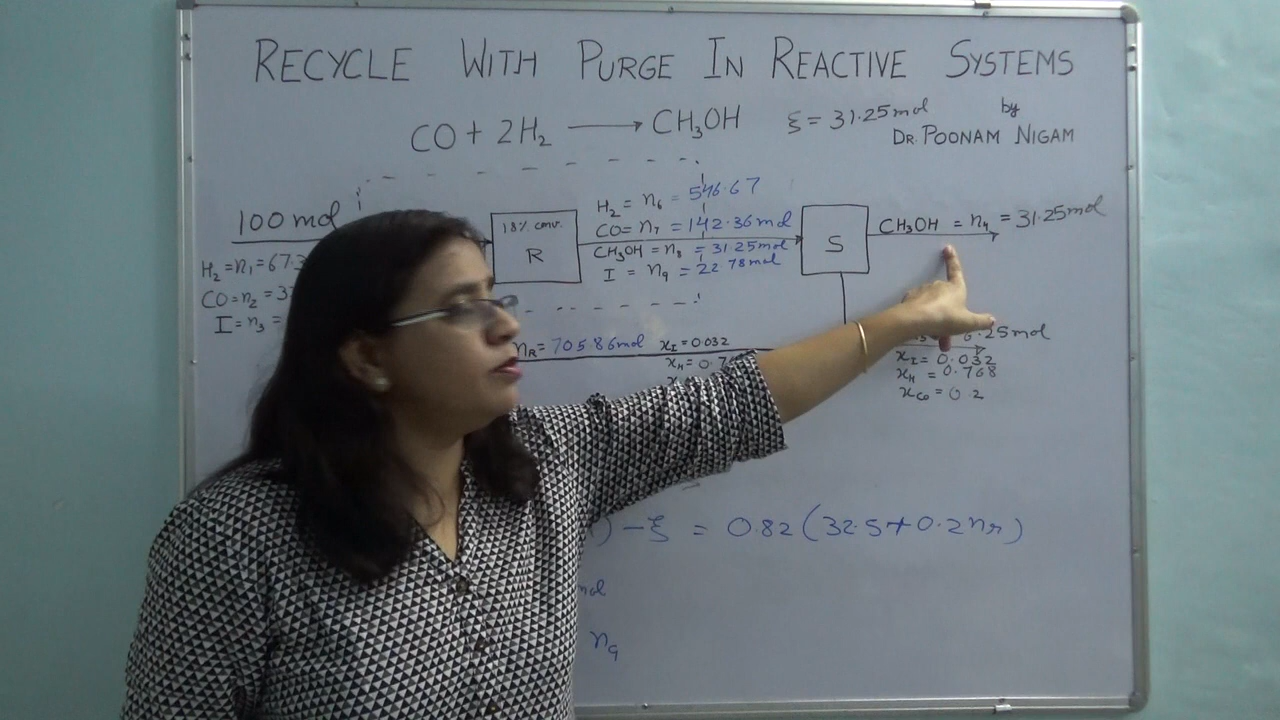 RECYCLE WITH PURGE IN REACTIVE SYSTEMS
CO + 2H₂ ⟶ CH₃OH
ξ = 31.25 mol
by
DR. POONAM NIGAM
100 mol
H₂ = n₁ = 67.3
CO = n₂ = 3
I = n₃ =
18% conv.
R
H₂ = n₆ = 546.67
CO = n₇ = 142.36 mol
CH₃OH = n₈ = 31.25 mol
I = n₉ = 22.78 mol
S
CH₃OH = n₄ = 31.25 mol
nR = 705.86 mol
xI = 0.032
xH = 0.7
.25 mol
xI = 0.032
xH = 0.768
xCO = 0.2
) - ξ = 0.82 (32.5 + 0.2 nr)
mol
n₉